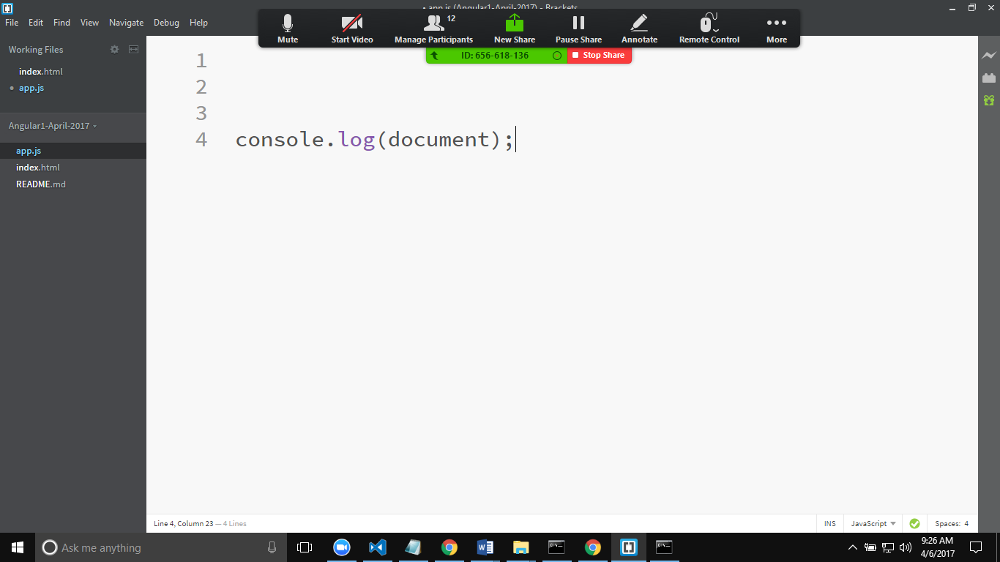 • app.js (Angular1-April-2017) - Brackets
File Edit Find View Navigate Debug Help
Mute Start Video Manage Participants 12 New Share Pause Share Annotate Remote Control More
ID: 656-618-136 Stop Share
Working Files
index.html
app.js
Angular1-April-2017
app.js
index.html
README.md
1
2
3
4 console.log(document);
Line 4, Column 23 — 4 Lines INS JavaScript Spaces: 4
Ask me anything
9:26 AM
4/6/2017